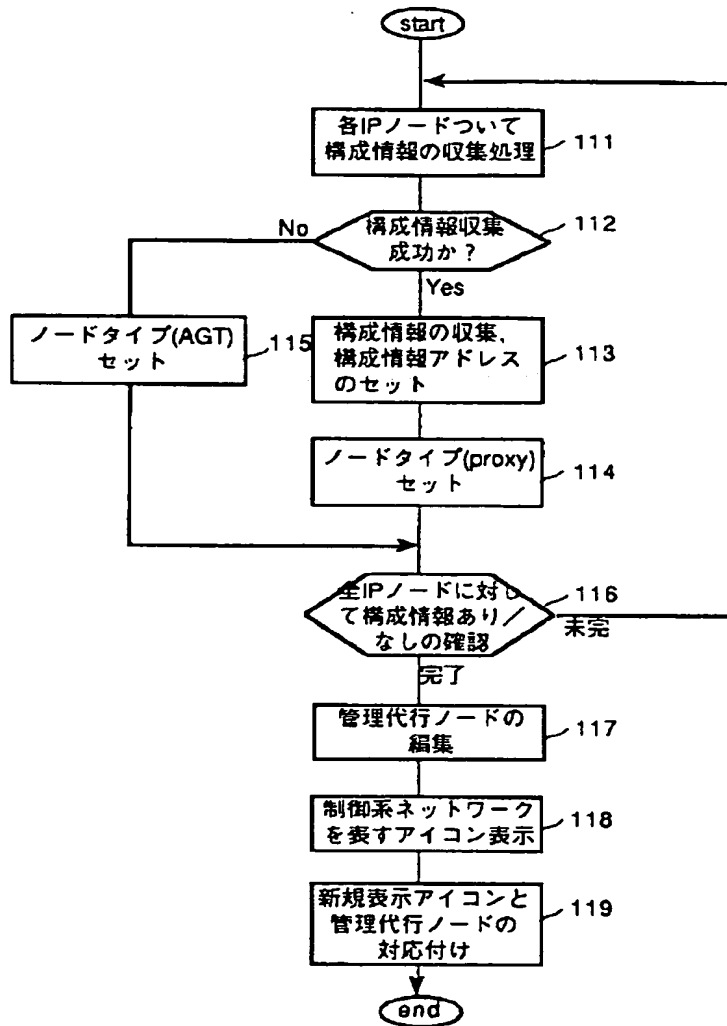 start
各IPノードついて
構成情報の収集処理
111
構成情報収集
成功か？
112
No
Yes
ノードタイプ(AGT)
セット
115
構成情報の収集、
構成情報アドレス
のセット
113
ノードタイプ(proxy)
セット
114
全IPノードに対し
て構成情報あり／
なしの確認
116
未完
完了
管理代行ノードの
編集
117
制御系ネットワーク
を表すアイコン表示
118
新規表示アイコンと
管理代行ノードの
対応付け
119
end